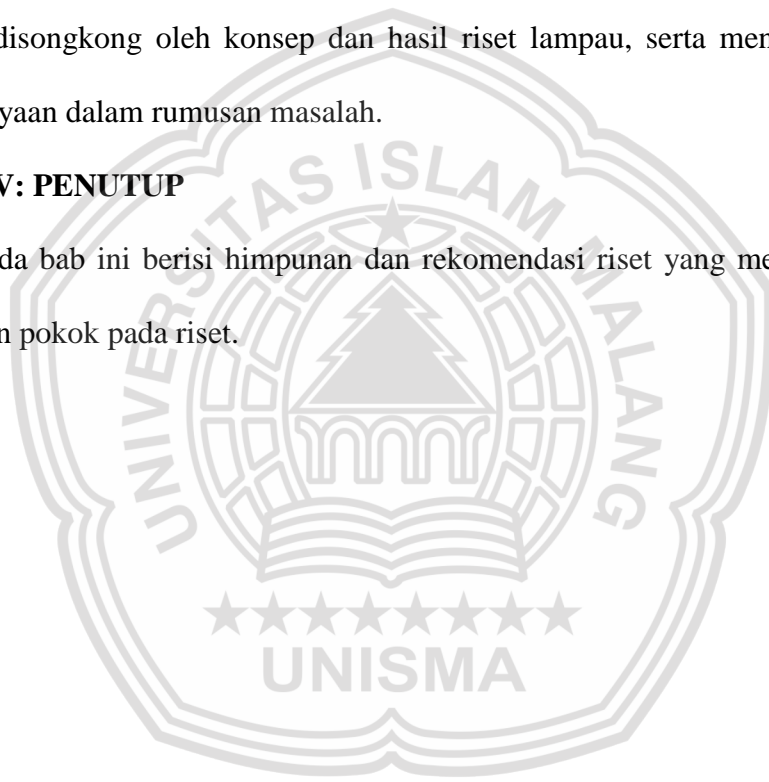 disongkong oleh konsep dan hasil riset lampau, serta men
yaan dalam rumusan masalah.
V: PENUTUP
da bab ini berisi himpunan dan rekomendasi riset yang me
n pokok pada riset.
UNIVERSITAS ISLAM MALANG
UNISMA